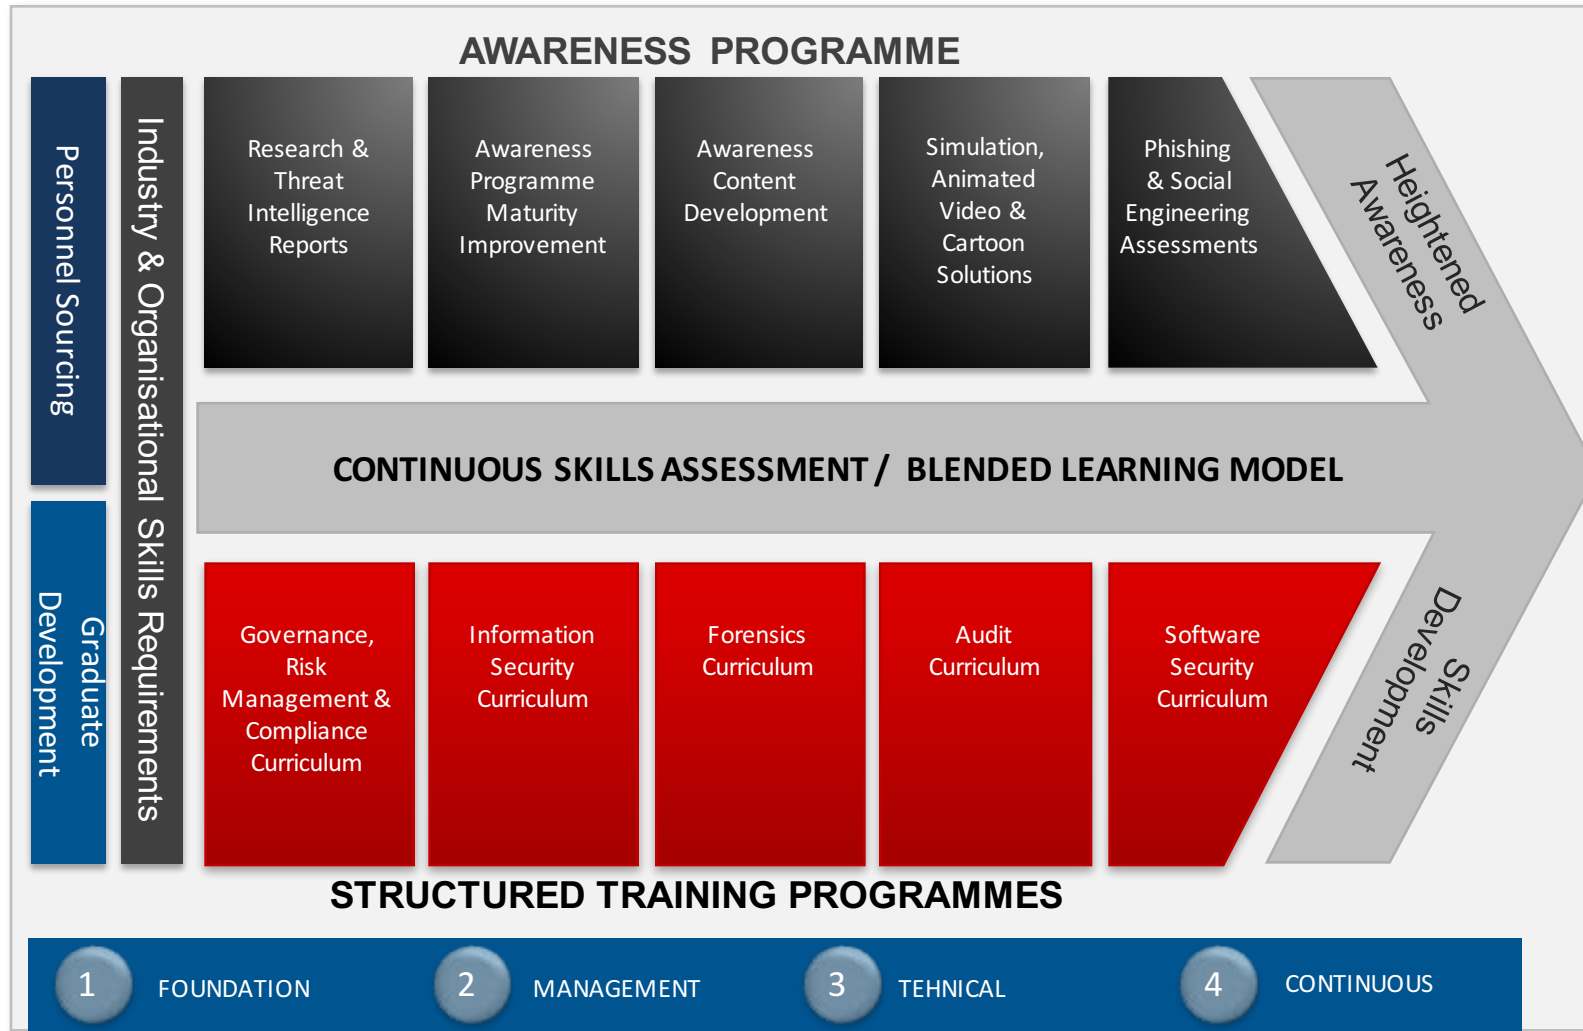 AWARENESS PROGRAMME
Personnel Sourcing
Graduate
Development
Industry & Organisational Skills Requirements
Research &
Threat
Intelligence
Reports
Awareness
Programme
Maturity
Improvement
Awareness
Content
Development
Simulation,
Animated
Video &
Cartoon
Solutions
Phishing
& Social
Engineering
Assessments
Heightened
Awareness
CONTINUOUS SKILLS ASSESSMENT / BLENDED LEARNING MODEL
Governance,
Risk
Management &
Compliance
Curriculum
Information
Security
Curriculum
Forensics
Curriculum
Audit
Curriculum
Software
Security
Curriculum
Skills
Development
STRUCTURED TRAINING PROGRAMMES
1 FOUNDATION
2 MANAGEMENT
3 TEHNICAL
4 CONTINUOUS